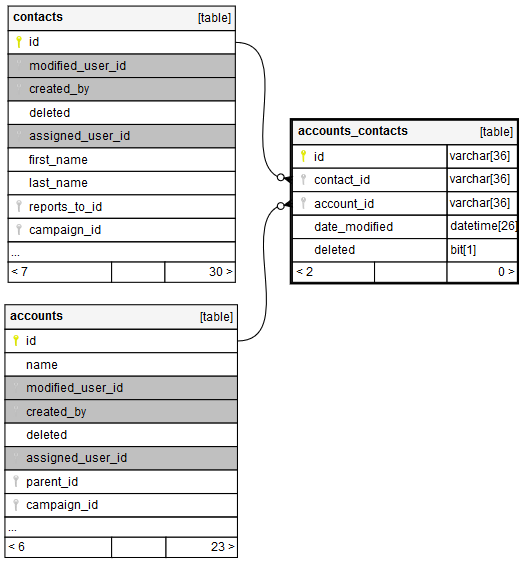 contacts [table]
id
modified_user_id
created_by
deleted
assigned_user_id
first_name
last_name
reports_to_id
campaign_id
...
< 7 30 >
accounts_contacts [table]
id varchar[36]
contact_id varchar[36]
account_id varchar[36]
date_modified datetime[26]
deleted bit[1]
< 2 0 >
accounts [table]
id
name
modified_user_id
created_by
deleted
assigned_user_id
parent_id
campaign_id
...
< 6 23 >